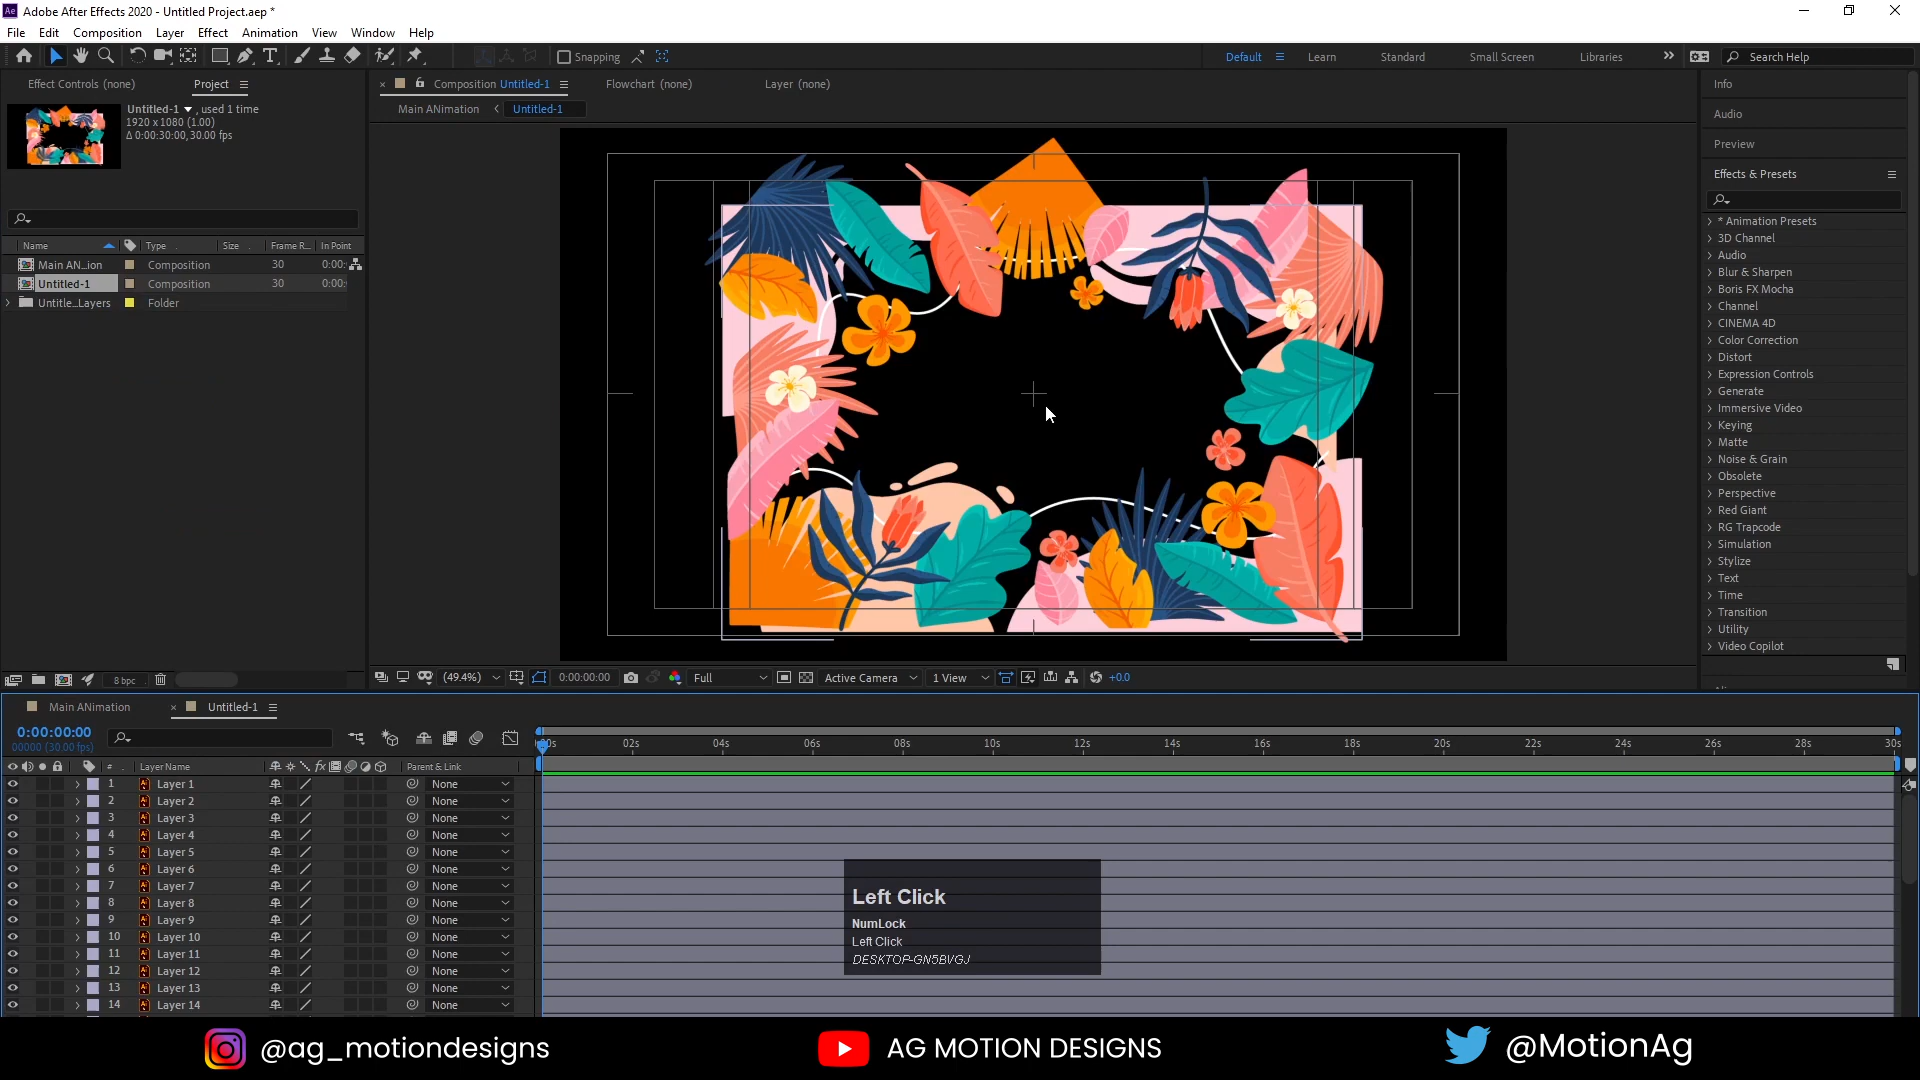 Adobe After Effects 2020 - Untitled Project.aep *
File Edit Composition Layer Effect Animation View Window Help
Snapping
Default Learn Standard Small Screen Libraries Search Help
Effect Controls (none) Project
Untitled-1 , used 1 time
1920 x 1080 (1.00)
Δ 0:00:30:00, 30.00 fps
Name Type Size Frame R... In Point
Main AN...ion Composition 30 0:00:
Untitled-1 Composition 30 0:00:
Untitle...Layers Folder
8 bpc
Composition Untitled-1 Flowchart (none) Layer (none)
Main ANimation Untitled-1
(49.4%) 0:00:00:00 Full Active Camera 1 View +0.0
Info
Audio
Preview
Effects & Presets
* Animation Presets
3D Channel
Audio
Blur & Sharpen
Boris FX Mocha
Channel
CINEMA 4D
Color Correction
Distort
Expression Controls
Generate
Immersive Video
Keying
Matte
Noise & Grain
Obsolete
Perspective
Red Giant
RG Trapcode
Simulation
Stylize
Text
Time
Transition
Utility
Video Copilot
Main ANimation Untitled-1
0:00:00:00
00000 (30.00 fps)
02s 04s 06s 08s 10s 12s 14s 16s 18s 20s 22s 24s 26s 28s 30s
# Layer Name Parent & Link
1 Layer 1 None
2 Layer 2 None
3 Layer 3 None
4 Layer 4 None
5 Layer 5 None
6 Layer 6 None
7 Layer 7 None
8 Layer 8 None
9 Layer 9 None
10 Layer 10 None
11 Layer 11 None
12 Layer 12 None
13 Layer 13 None
14 Layer 14 None
Left Click
NumLock
Left Click
DESKTOP-GN5BVGJ
@ag_motiondesigns AG MOTION DESIGNS @MotionAg